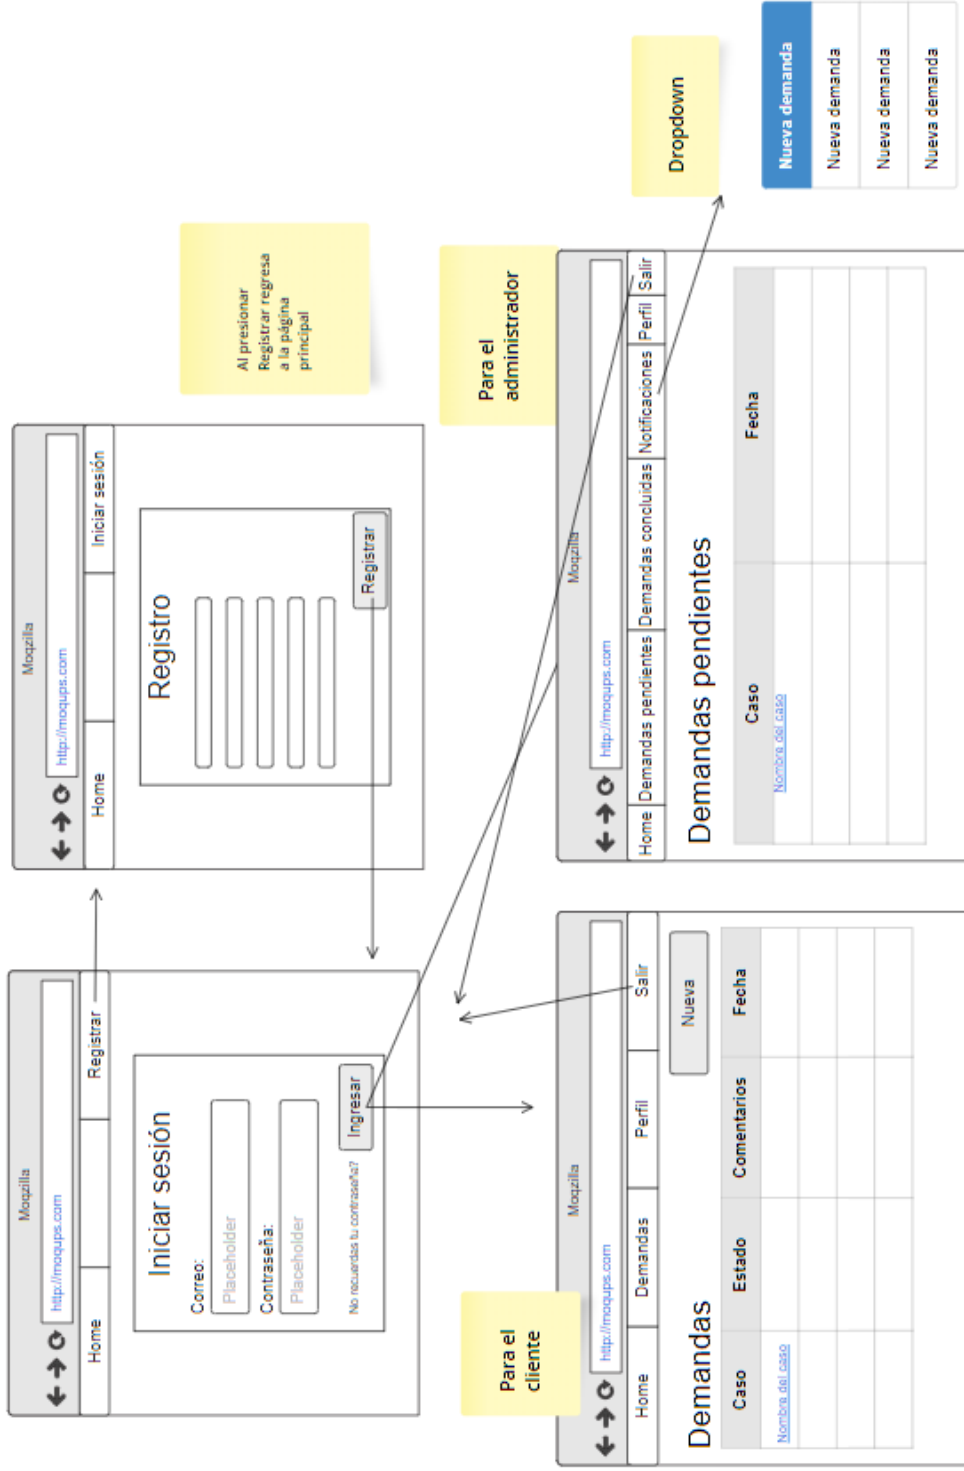 Moqzilla
http://moqups.com
Home
Registrar
Iniciar sesión
Correo:
Placeholder
Contraseña:
Placeholder
No recuerdas tu contraseña?
Ingresar
Moqzilla
http://moqups.com
Home
Iniciar sesión
Registro
Registrar
Al presionar
Registrar regresa
a la página
principal
Para el
cliente
Moqzilla
http://moqups.com
Home
Demandas
Perfil
Salir
Demandas
Nueva
Caso
Estado
Comentarios
Fecha
Nombre del caso
Para el
administrador
Moqzilla
http://moqups.com
Home
Demandas pendientes
Demandas concluidas
Notificaciones
Perfil
Salir
Demandas pendientes
Caso
Fecha
Nombre del caso
Dropdown
Nueva demanda
Nueva demanda
Nueva demanda
Nueva demanda